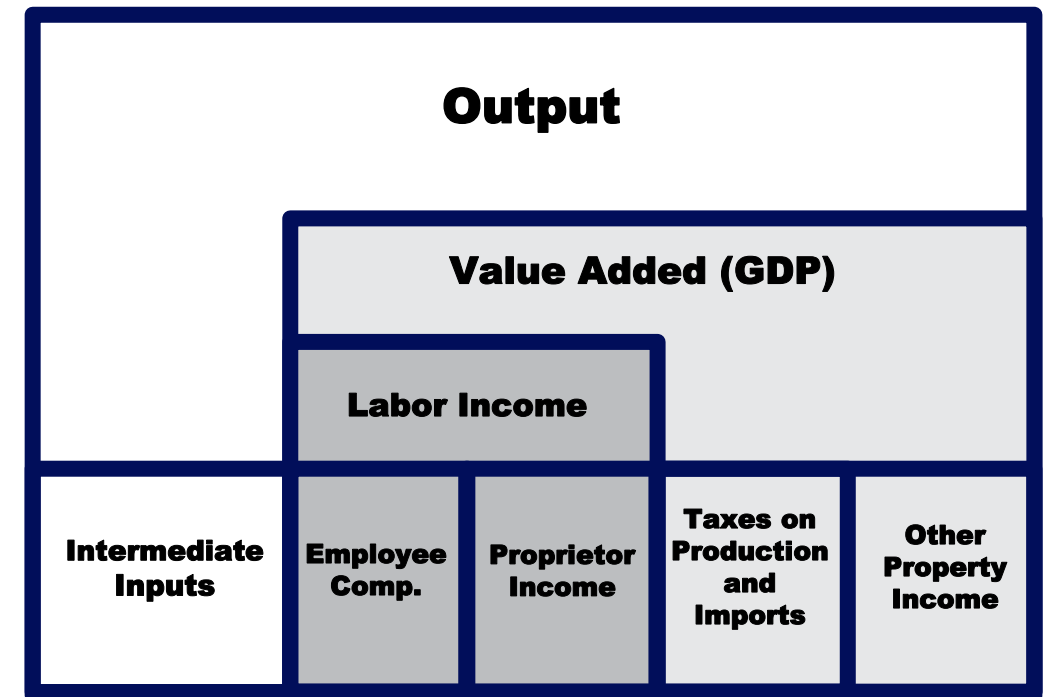 Output
Value Added (GDP)
Labor Income
Intermediate
Inputs
Employee
Comp.
Proprietor
Income
Taxes on
Production
and
Imports
Other
Property
Income